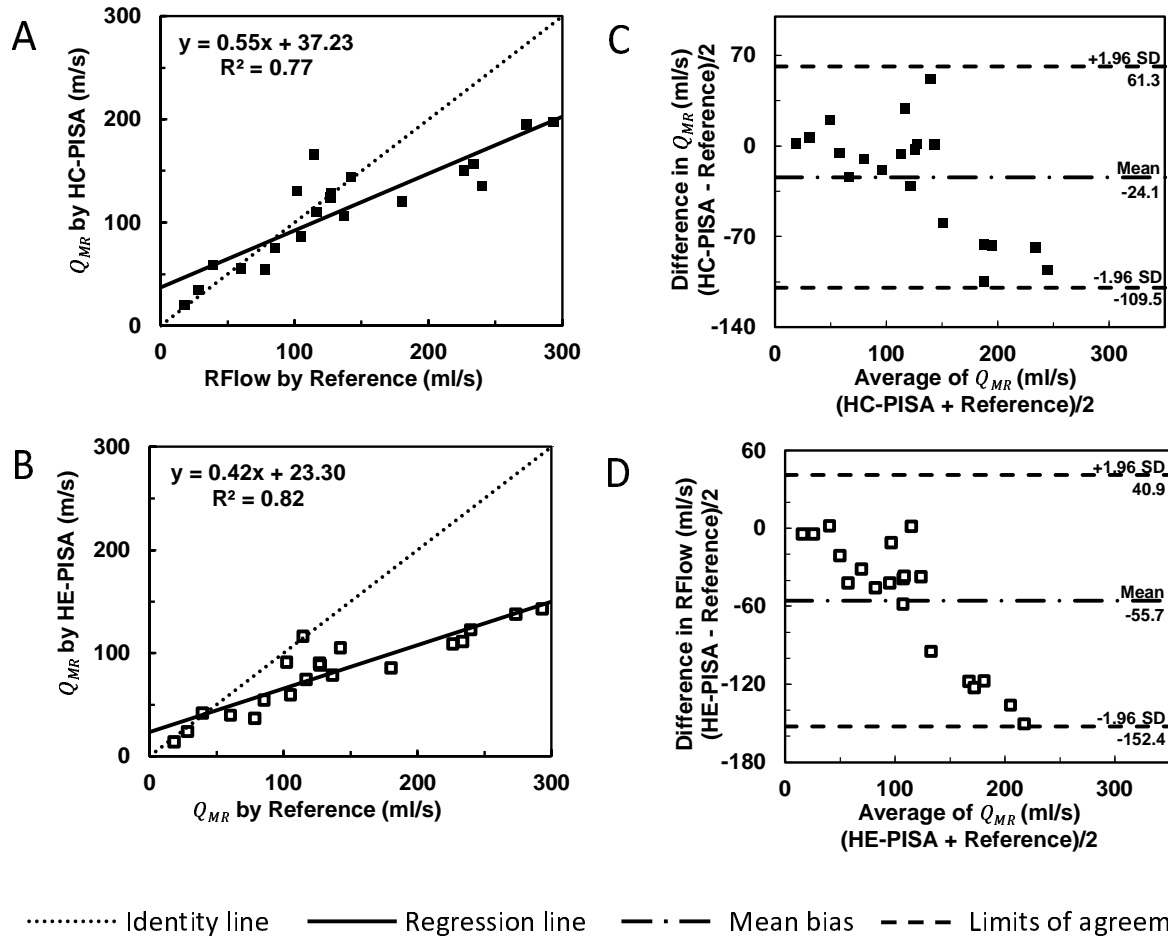 A
300
200
100
0
Q_MR by HC-PISA (m/s)
y = 0.55x + 37.23
R² = 0.77
0 100 200 300
RFlow by Reference (ml/s)
C
70
0
-70
-140
Difference in Q_MR (ml/s)
(HC-PISA - Reference)/2
+1.96 SD
61.3
Mean
-24.1
-1.96 SD
-109.5
0 100 200 300
Average of Q_MR (ml/s)
(HC-PISA + Reference)/2
B
300
200
100
0
Q_MR by HE-PISA (m/s)
y = 0.42x + 23.30
R² = 0.82
0 100 200 300
Q_MR by Reference (ml/s)
D
60
0
-60
-120
-180
Difference in RFlow (ml/s)
(HE-PISA - Reference)/2
+1.96 SD
40.9
Mean
-55.7
-1.96 SD
-152.4
0 100 200 300
Average of Q_MR (ml/s)
(HE-PISA + Reference)/2
Identity line Regression line Mean bias Limits of agreem